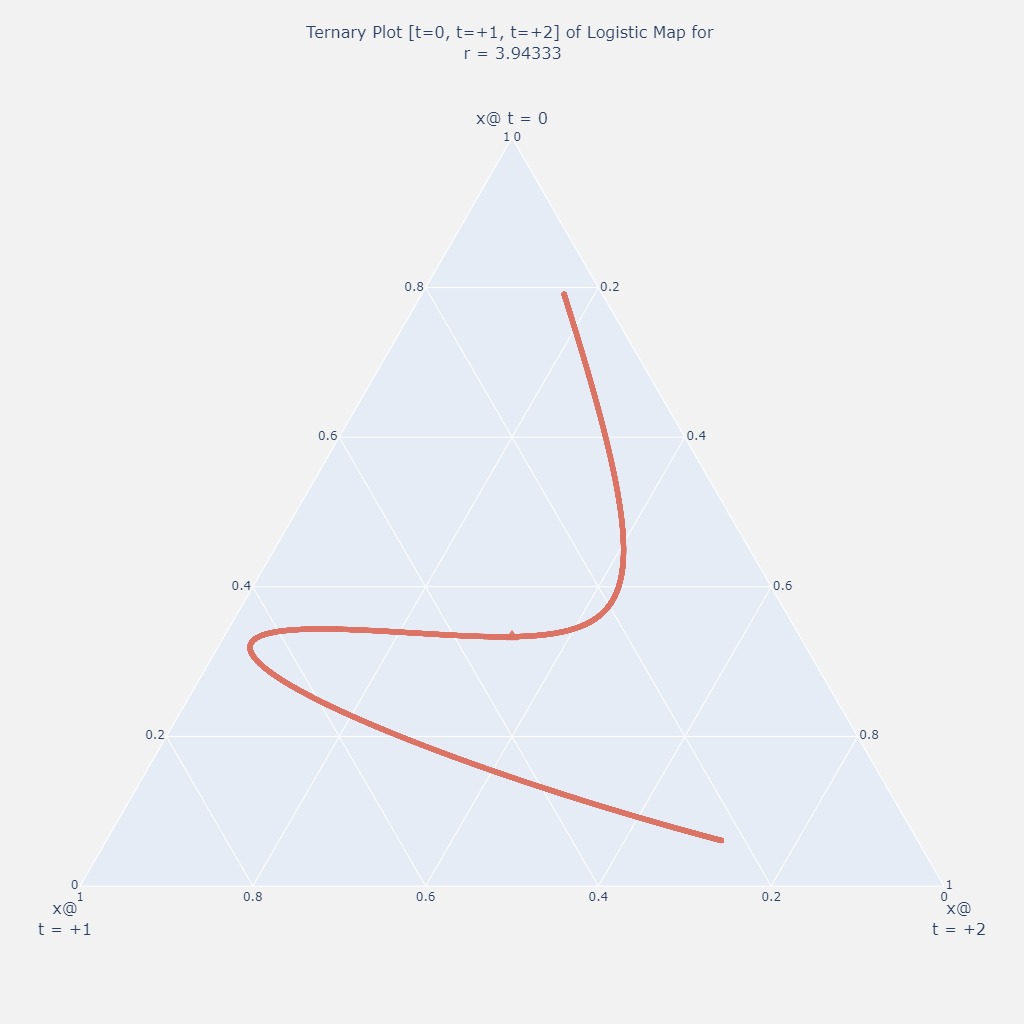 Ternary Plot [t=0, t=+1, t=+2] of Logistic Map for
r = 3.94333
x@ t = 0
1 0
0.8 0.2
0.6 0.4
0.4 0.6
0.2 0.8
0 1
1 0.8 0.6 0.4 0.2 0
x@ x@
t = +1 t = +2